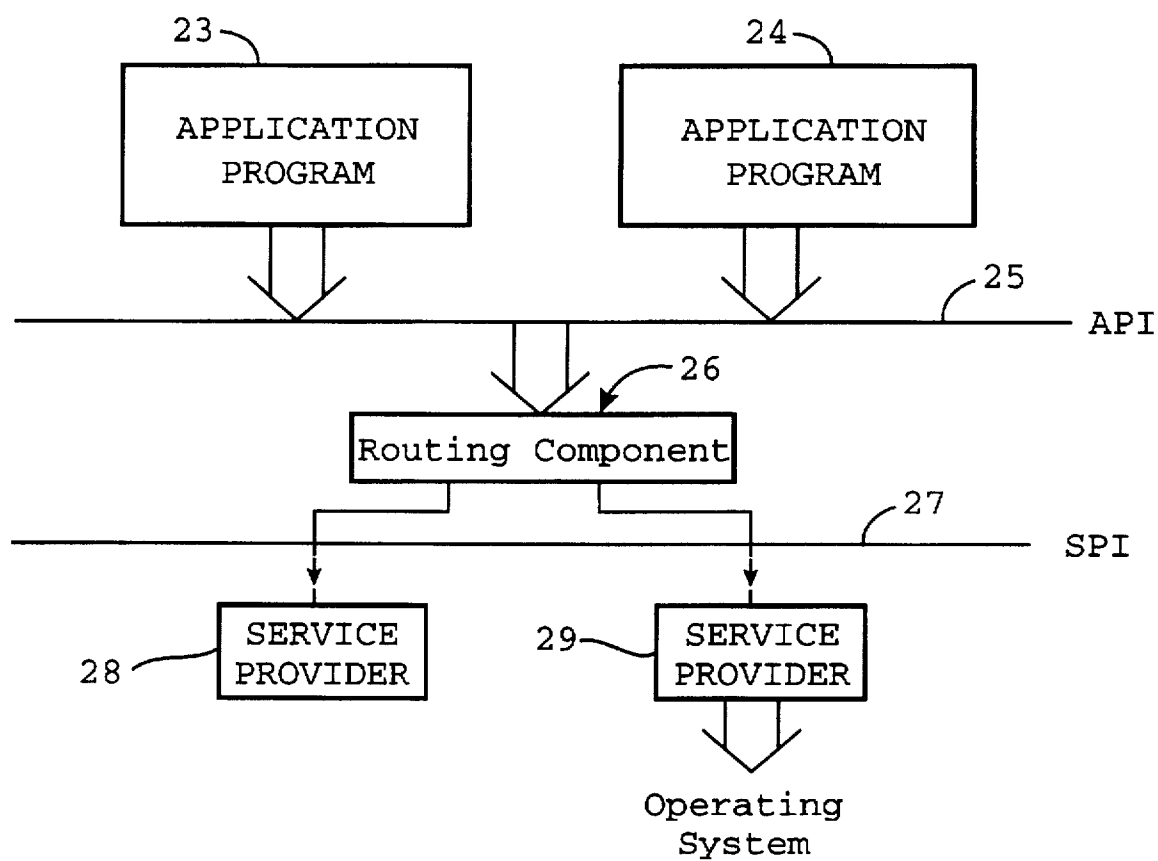 23
24
APPLICATION
PROGRAM
APPLICATION
PROGRAM
25
API
26
Routing Component
27
SPI
28
SERVICE
PROVIDER
29
SERVICE
PROVIDER
Operating
System